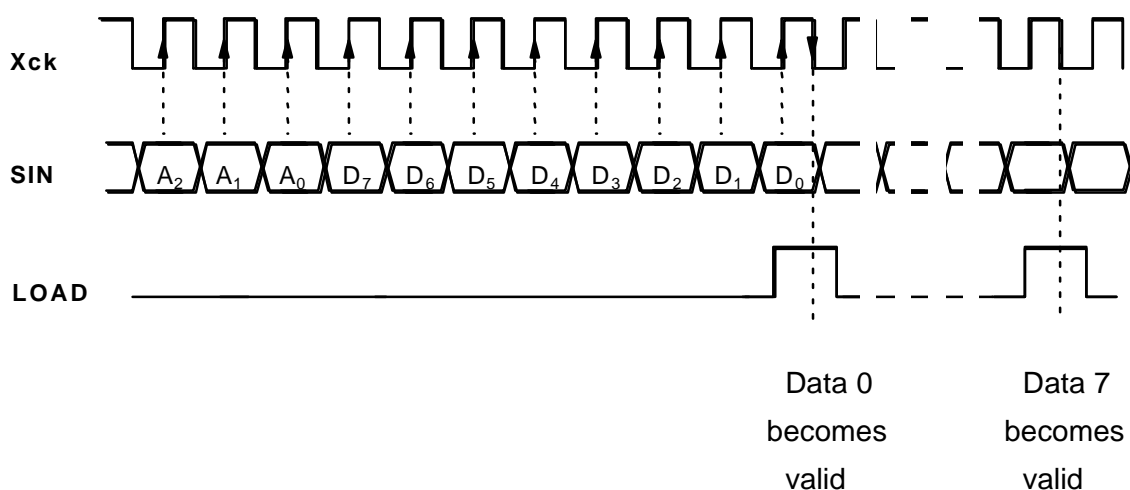 Xck
SIN A₂ A₁ A₀ D₇ D₆ D₅ D₄ D₃ D₂ D₁ D₀
LOAD
Data 0 Data 7
becomes becomes
valid valid